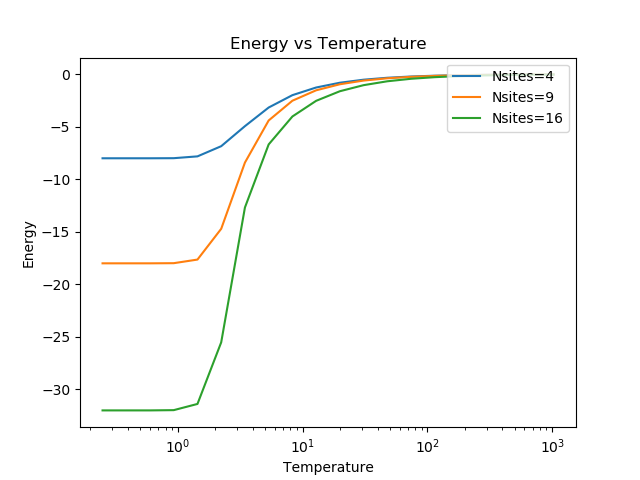 Energy vs Temperature
Nsites=4
Nsites=9
Nsites=16
0
−5
−10
−15
−20
−25
−30
Energy
10⁰
10¹
10²
10³
Temperature